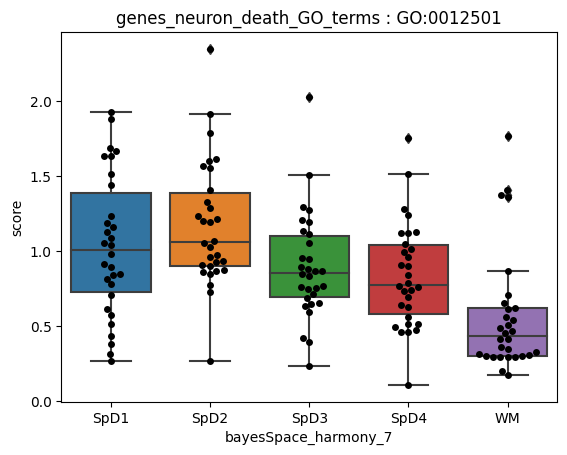 genes_neuron_death_GO_terms : GO:0012501
score
2.0
1.5
1.0
0.5
0.0
SpD1 SpD2 SpD3 SpD4 WM
bayesSpace_harmony_7